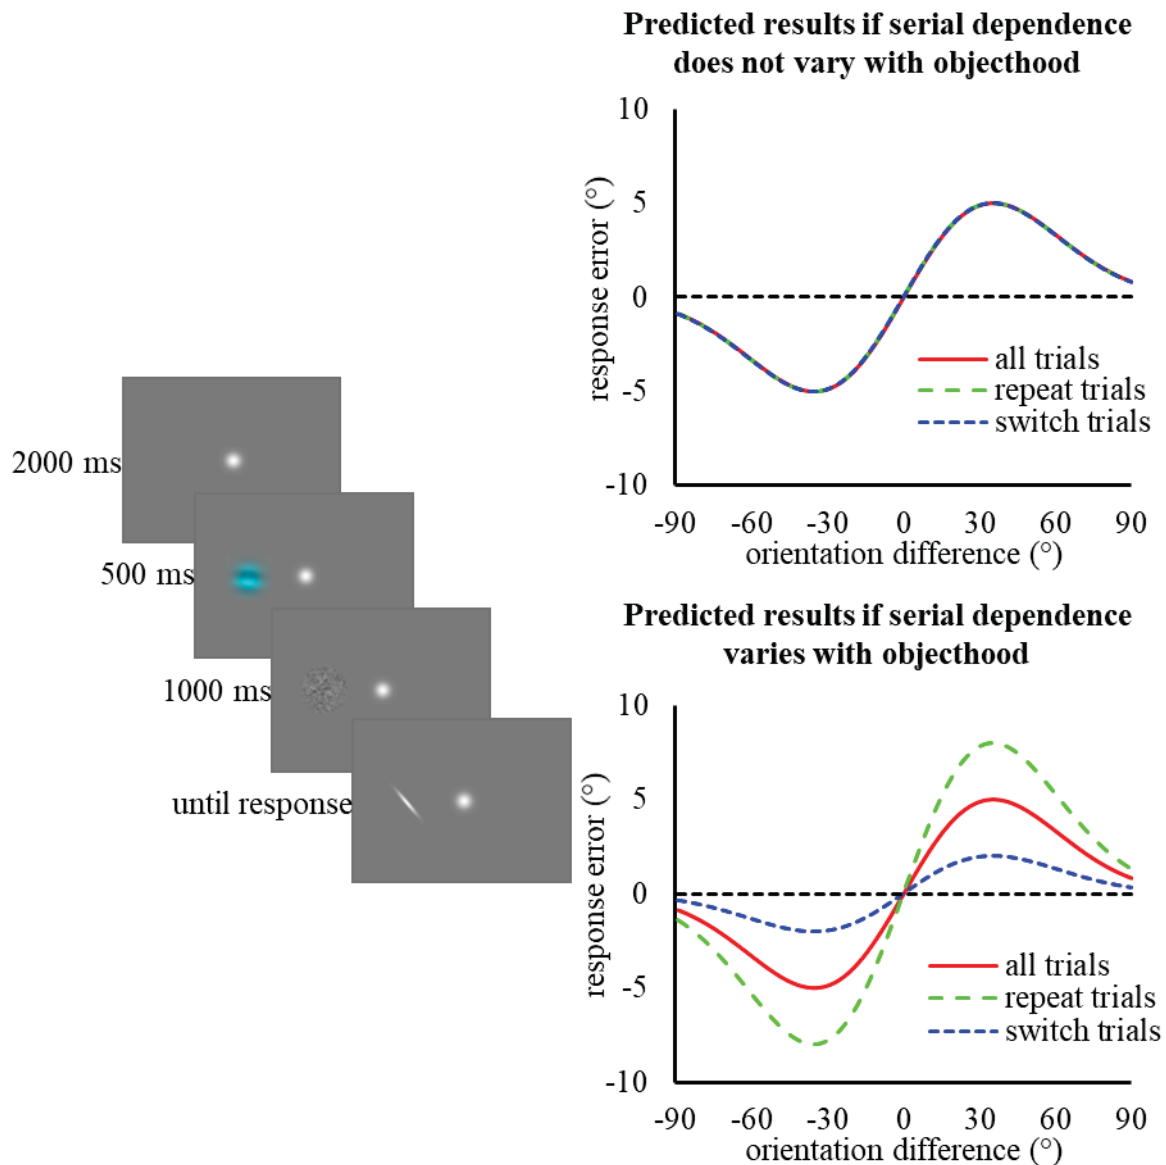 2000 ms
500 ms
1000 ms
until response
Predicted results if serial dependence
does not vary with objecthood
response error (°)
10
5
0
-5
-10
all trials
repeat trials
switch trials
-90 -60 -30 0 30 60 90
orientation difference (°)
Predicted results if serial dependence
varies with objecthood
response error (°)
10
5
0
-5
-10
all trials
repeat trials
switch trials
-90 -60 -30 0 30 60 90
orientation difference (°)